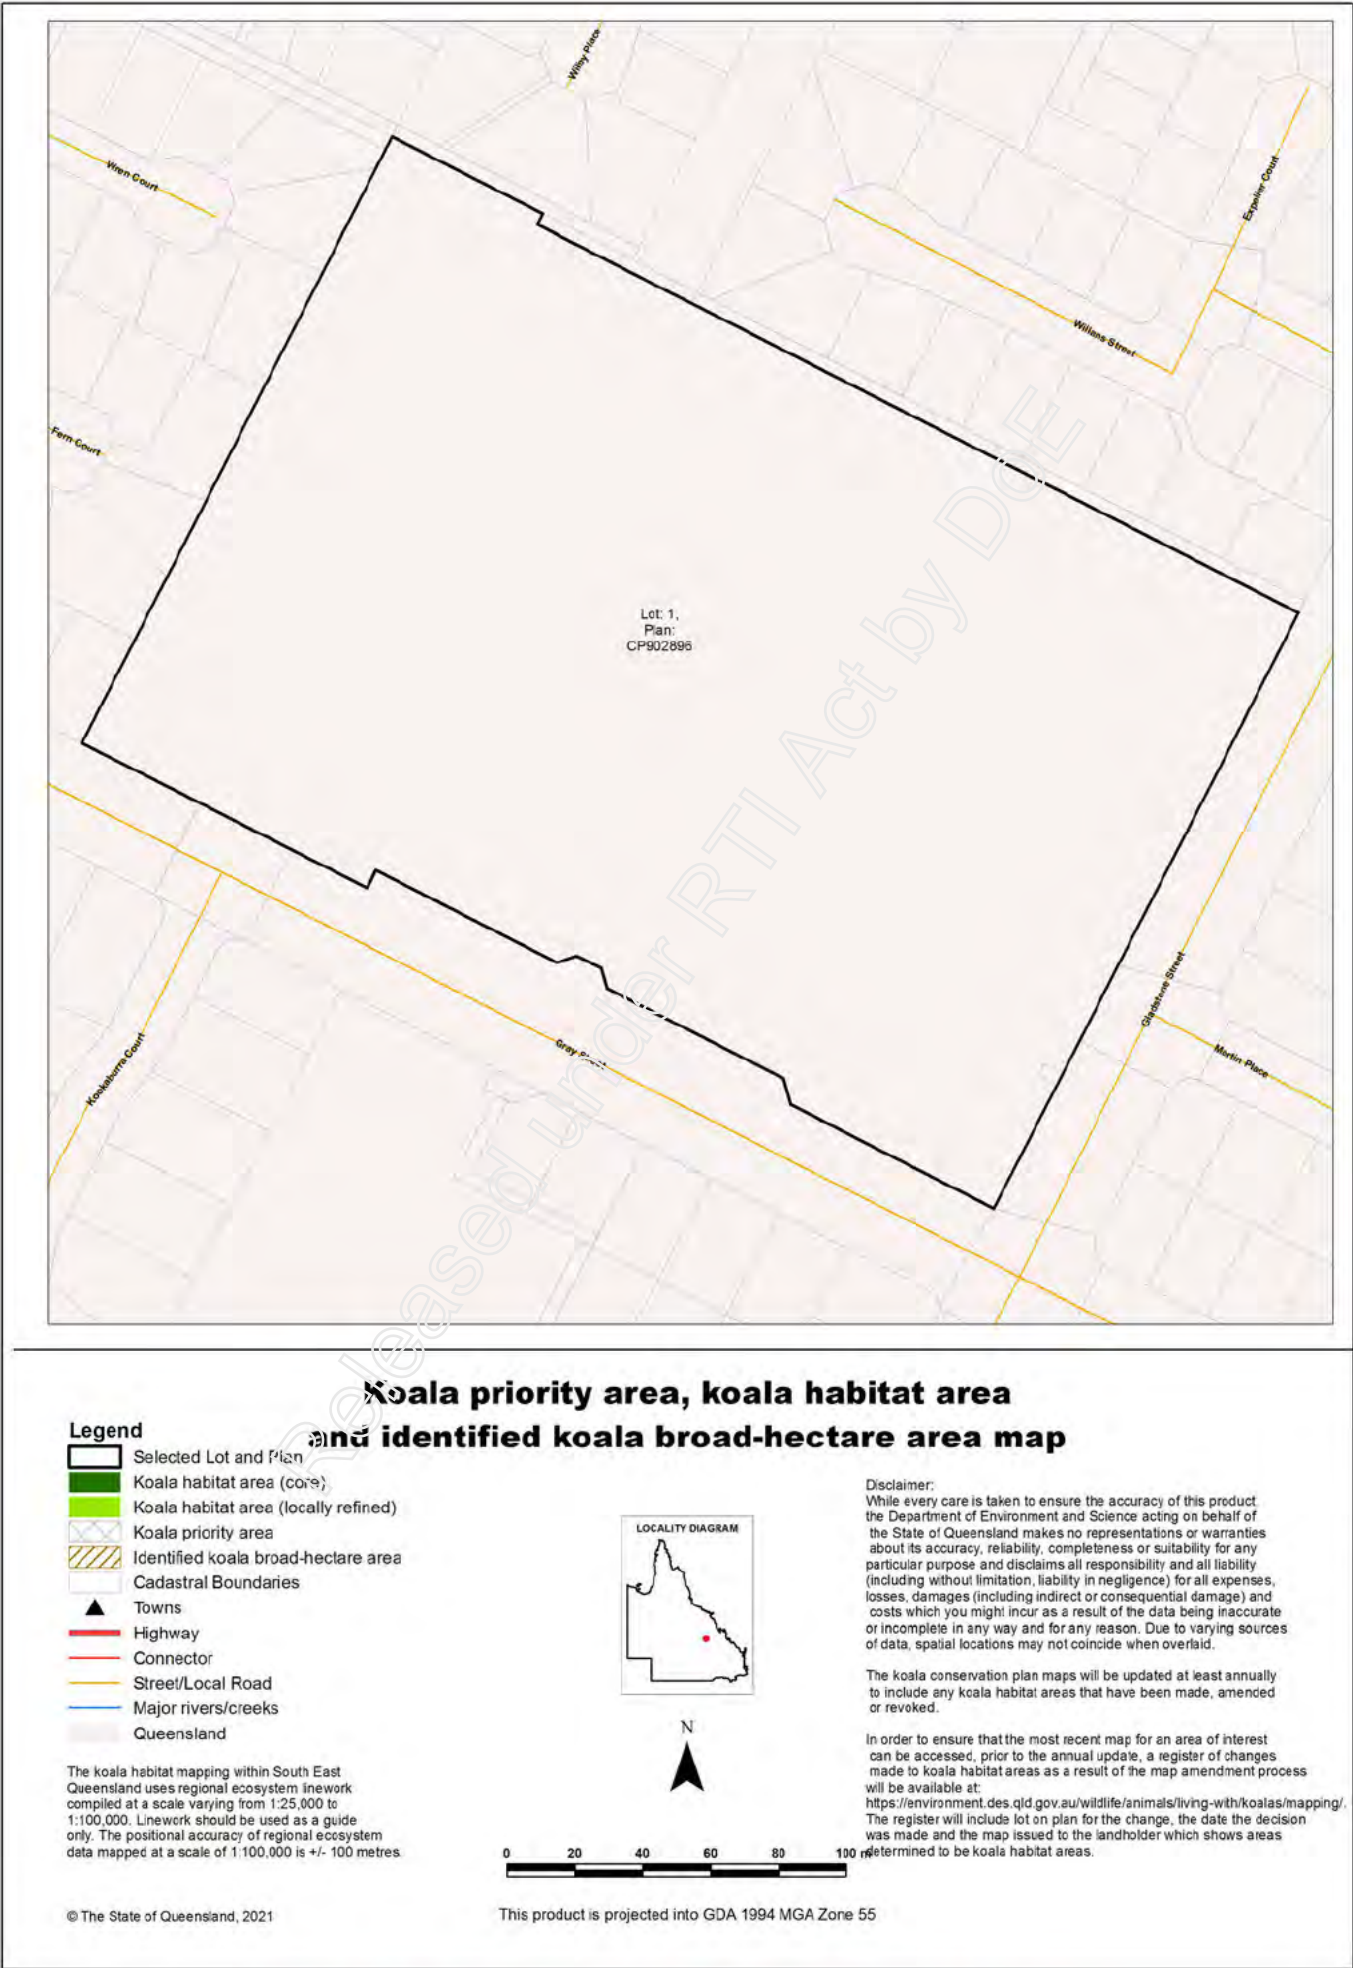 Wilby Place
Wren Court
Expelier Court
Willans Street
Fern Court
Lot: 1,
Plan:
CP902896
Gladstone Street
Merlin Place
Gray Street
Kookaburra Court
Released under RTI Act by DoE
Koala priority area, koala habitat area
and identified koala broad-hectare area map
Legend
Selected Lot and Plan
Koala habitat area (core)
Koala habitat area (locally refined)
Koala priority area
Identified koala broad-hectare area
Cadastral Boundaries
Towns
Highway
Connector
Street/Local Road
Major rivers/creeks
Queensland
The koala habitat mapping within South East
Queensland uses regional ecosystem linework
compiled at a scale varying from 1:25,000 to
1:100,000. Linework should be used as a guide
only. The positional accuracy of regional ecosystem
data mapped at a scale of 1:100,000 is +/- 100 metres.
© The State of Queensland, 2021
LOCALITY DIAGRAM
N
0 20 40 60 80 100 m
This product is projected into GDA 1994 MGA Zone 55
Disclaimer:
While every care is taken to ensure the accuracy of this product
the Department of Environment and Science acting on behalf of
the State of Queensland makes no representations or warranties
about its accuracy, reliability, completeness or suitability for any
particular purpose and disclaims all responsibility and all liability
(including without limitation, liability in negligence) for all expenses,
losses, damages (including indirect or consequential damage) and
costs which you might incur as a result of the data being inaccurate
or incomplete in any way and for any reason. Due to varying sources
of data, spatial locations may not coincide when overlaid.
The koala conservation plan maps will be updated at least annually
to include any koala habitat areas that have been made, amended
or revoked.
In order to ensure that the most recent map for an area of interest
can be accessed, prior to the annual update, a register of changes
made to koala habitat areas as a result of the map amendment process
will be available at:
https://environment.des.qld.gov.au/wildlife/animals/living-with/koalas/mapping/.
The register will include lot on plan for the change, the date the decision
was made and the map issued to the landholder which shows areas
determined to be koala habitat areas.